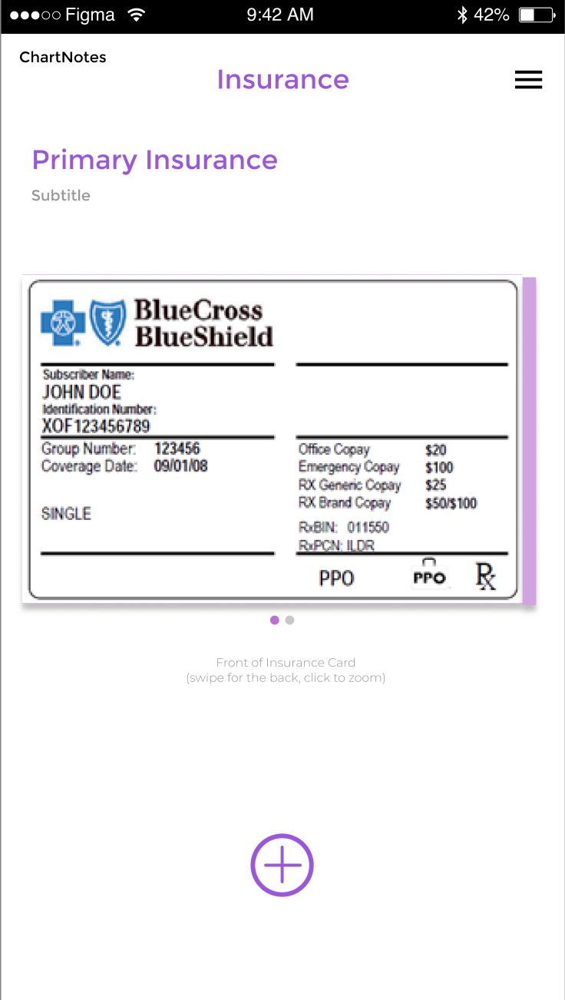 Figma 9:42 AM 42%
ChartNotes
Insurance
Primary Insurance
Subtitle
BlueCross
BlueShield
Subscriber Name:
JOHN DOE
Identification Number:
XOF123456789
Group Number: 123456
Coverage Date: 09/01/08
SINGLE
Office Copay $20
Emergency Copay $100
RX Generic Copay $25
RX Brand Copay $50/$100
RxBIN: 011550
RxPCN: ILDR
PPO PPO Rx
Front of Insurance Card
(swipe for the back, click to zoom)